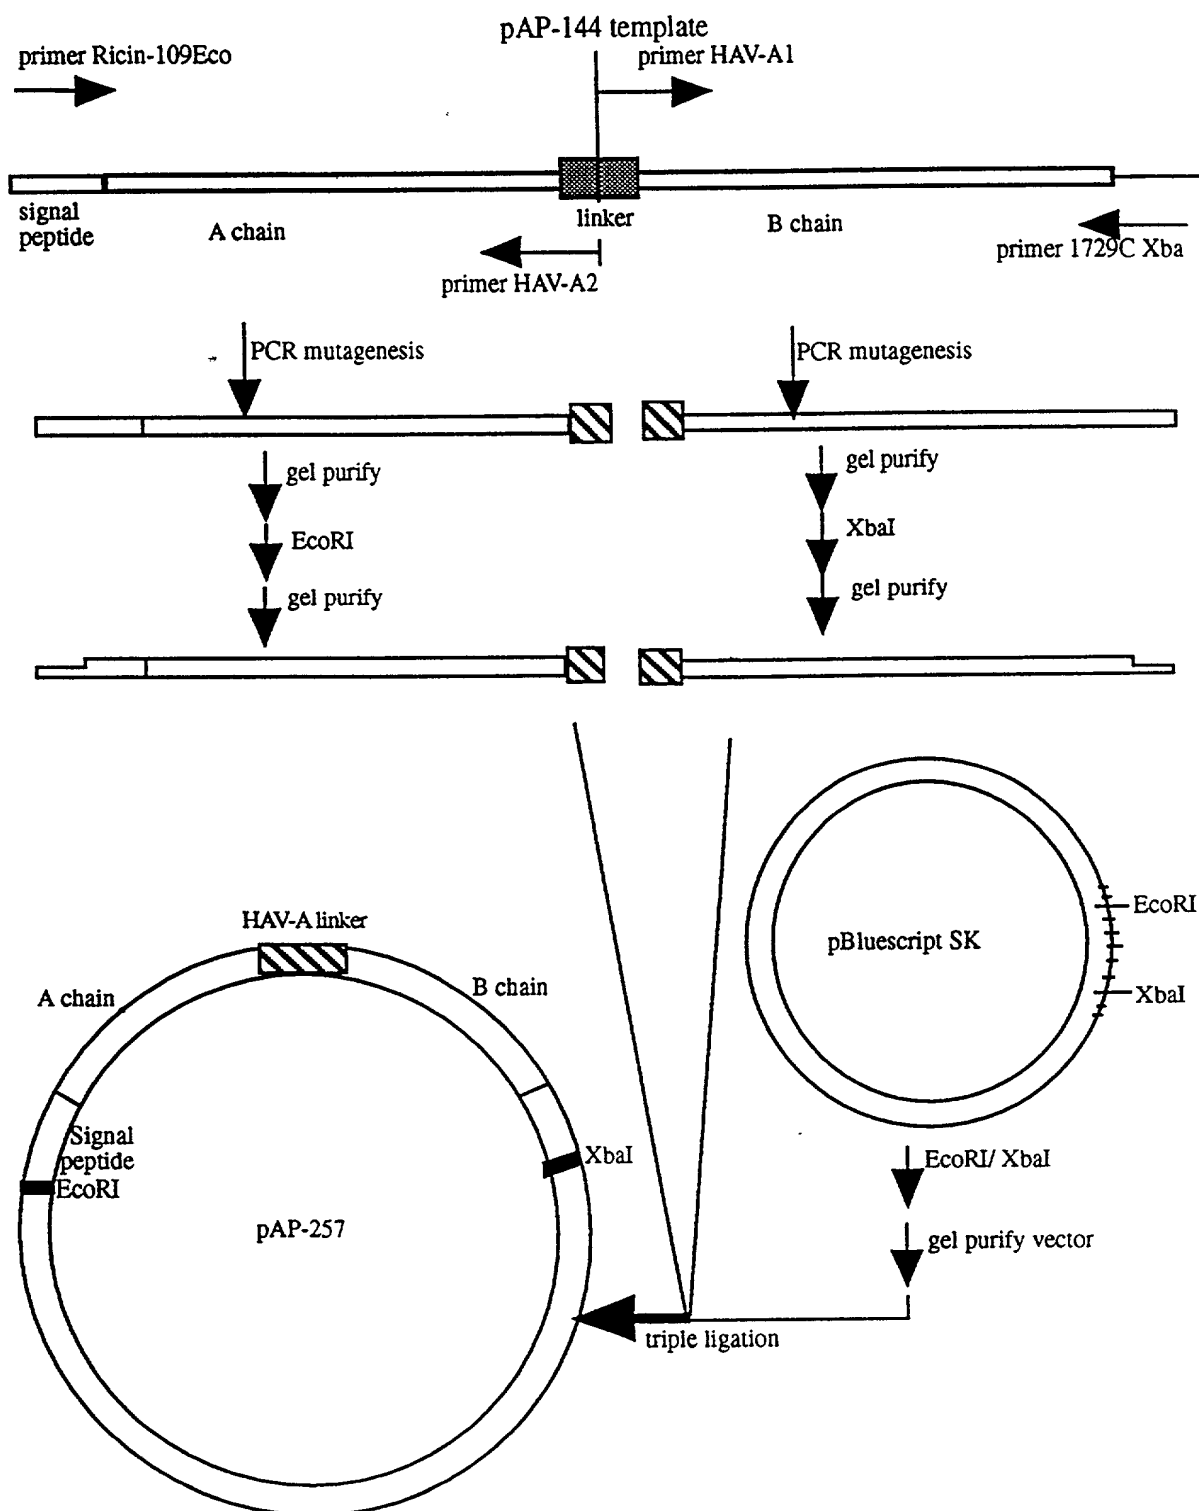 pAP-144 template
primer Ricin-109Eco
primer HAV-A1
signal
peptide
A chain
linker
B chain
primer HAV-A2
primer 1729C Xba
PCR mutagenesis
PCR mutagenesis
gel purify
gel purify
EcoRI
XbaI
gel purify
gel purify
EcoRI
pBluescript SK
XbaI
HAV-A linker
A chain
B chain
Signal
peptide
EcoRI
XbaI
pAP-257
EcoRI/ XbaI
gel purify vector
triple ligation